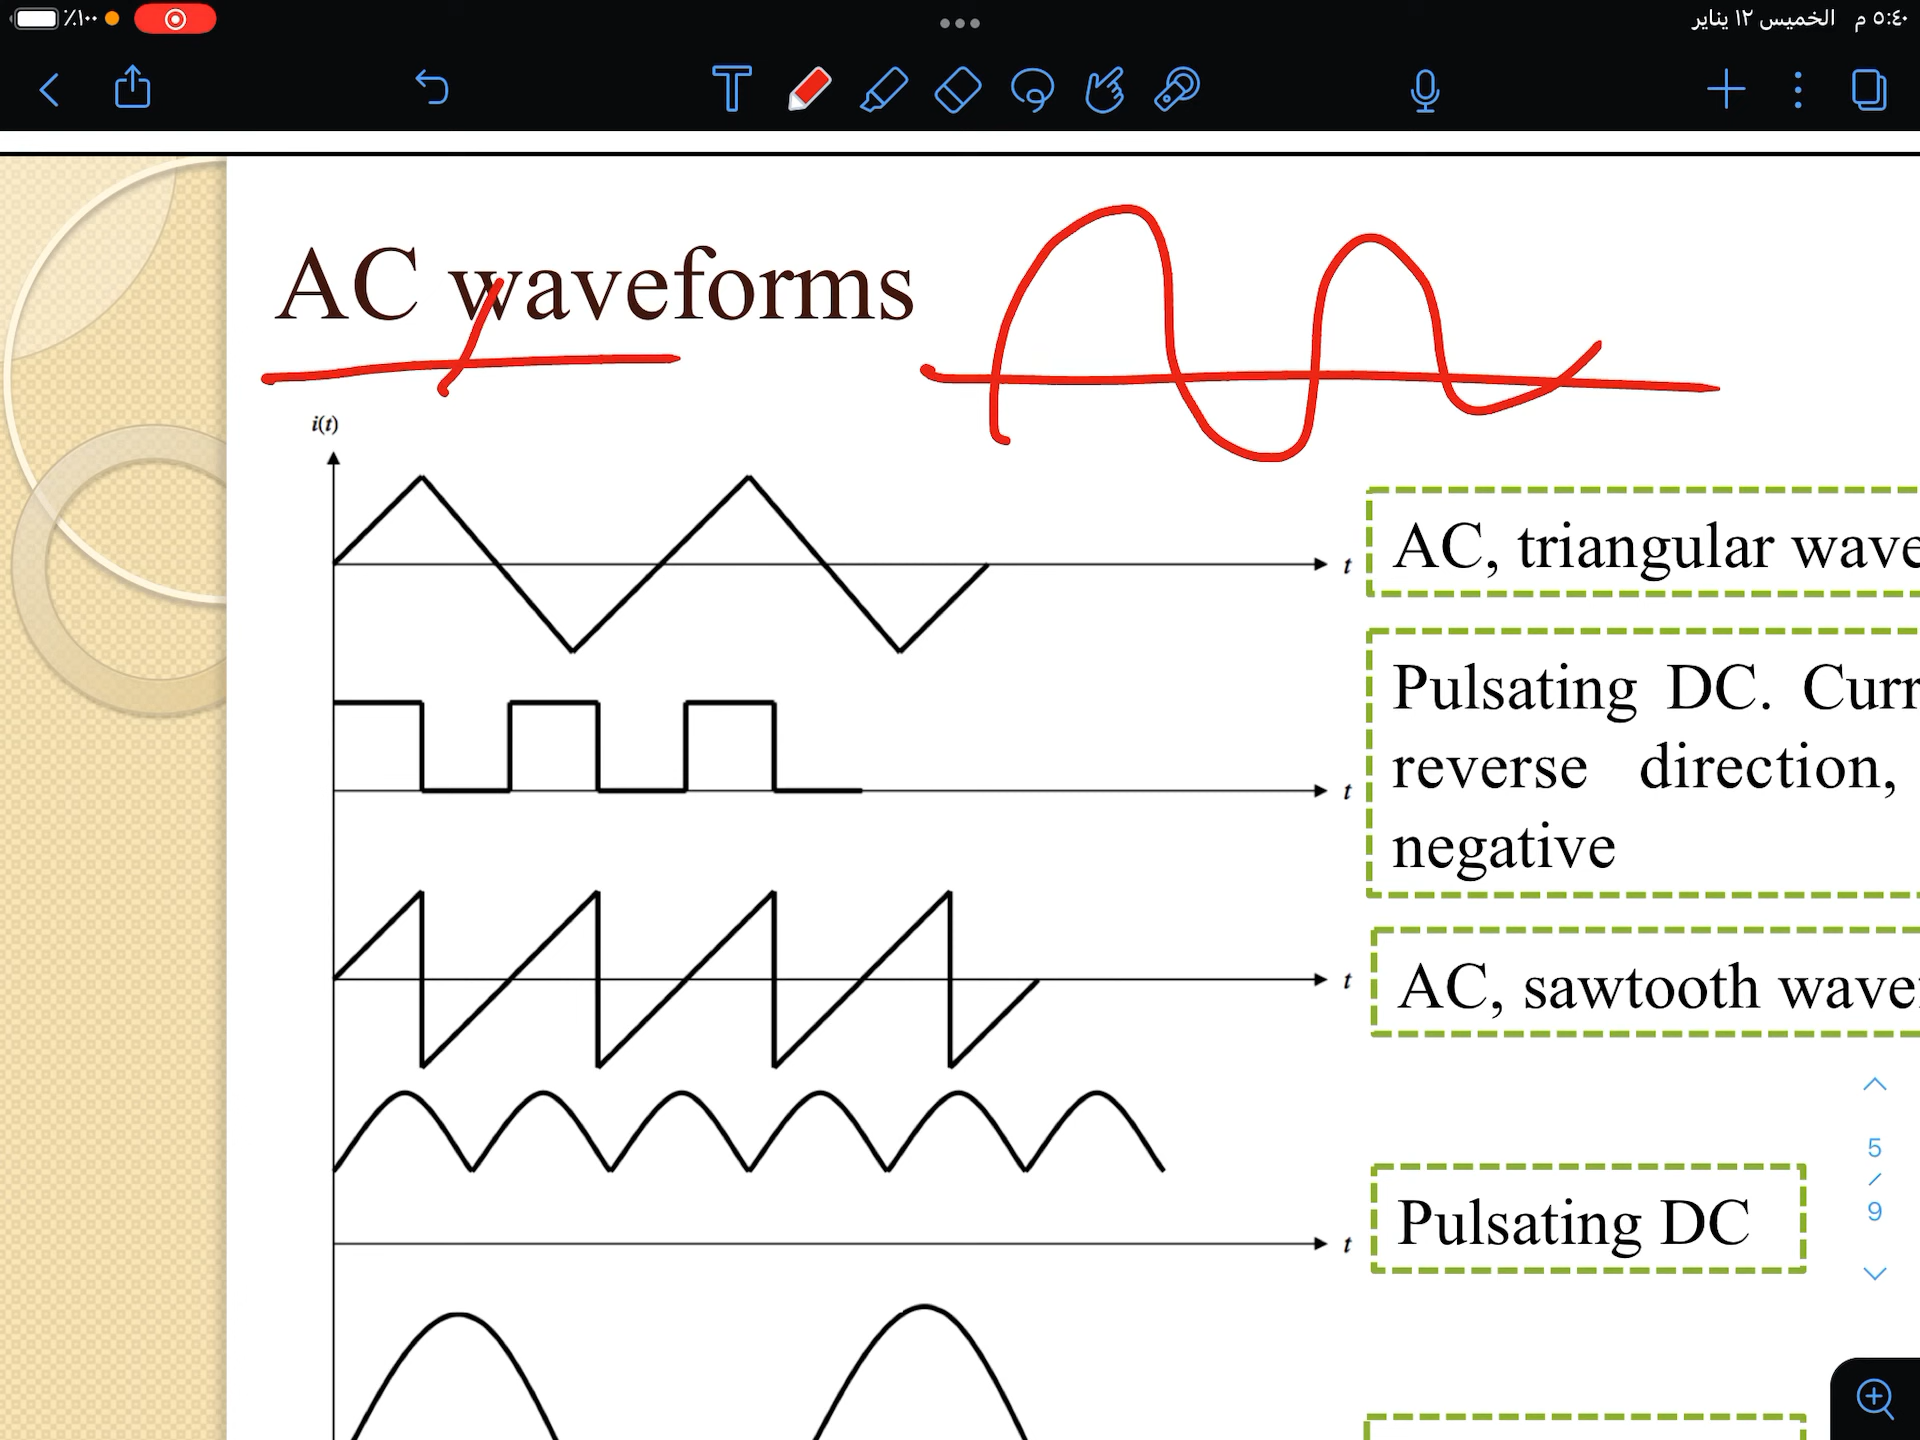 ٪١٠٠
٥:٤٠ م الخميس ١٢ يناير
AC waveforms
i(t)
t
AC, triangular wave
t
Pulsating DC. Curr
reverse direction,
negative
t
AC, sawtooth wave
t
Pulsating DC
5
/
9